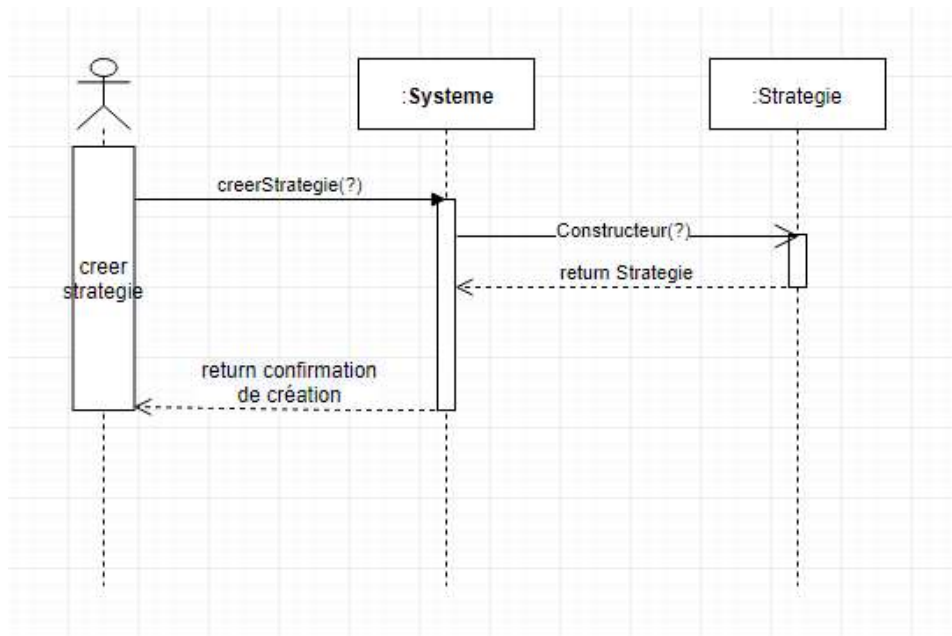 :Systeme
:Strategie
creerStrategie(?)
Constructeur(?)
creer
strategie
return Strategie
return confirmation
de création